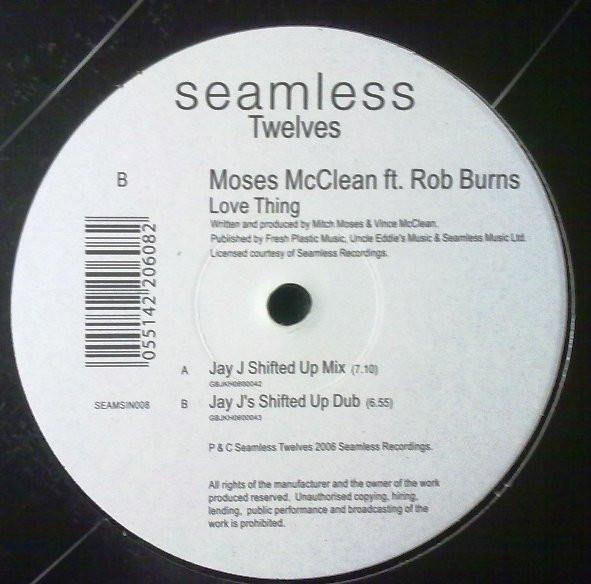 seamless
Twelves
B
Moses McClean ft. Rob Burns
Love Thing
Written and produced by Mitch Moses & Vince McClean.
Published by Fresh Plastic Music, Uncle Eddie's Music & Seamless Music Ltd.
Licensed courtesy of Seamless Recordings.
055142206082
A Jay J Shifted Up Mix (7.10)
GBJKH0600042
SEAMSIN008
B Jay J's Shifted Up Dub (6.55)
GBJKH0600043
P & C Seamless Twelves 2006 Seamless Recordings.
All rights of the manufacturer and the owner of the work
produced reserved. Unauthorised copying, hiring,
lending, public performance and broadcasting of the
work is prohibited.